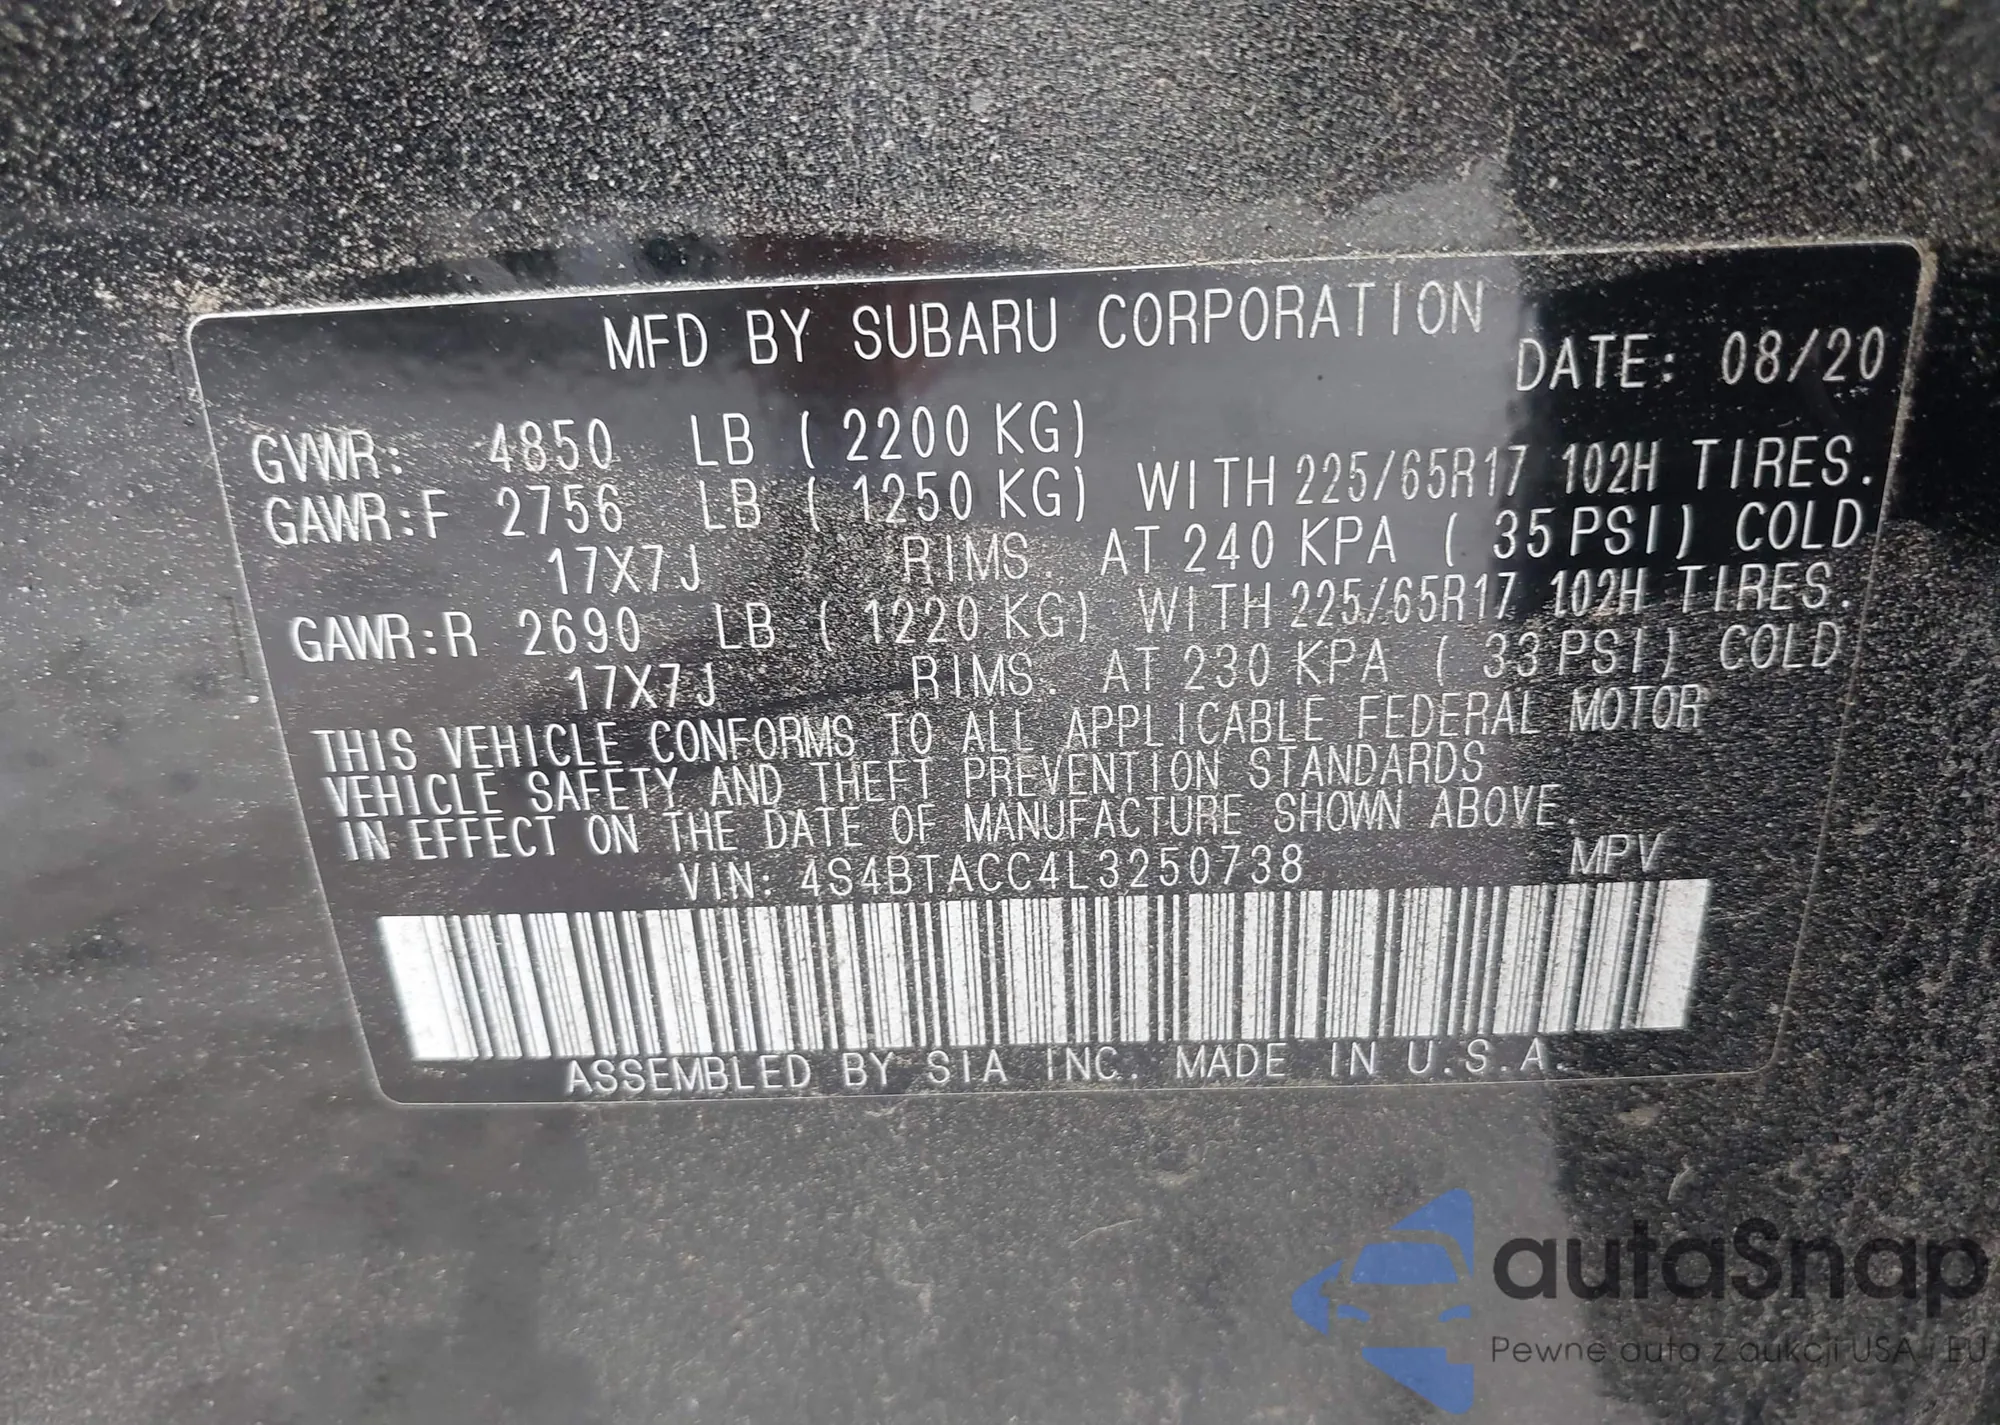 MFD BY SUBARU CORPORATION
DATE: 08/20
GVWR: 4850 LB ( 2200 KG)
GAWR:F 2756 LB ( 1250 KG) WITH 225/65R17 102H TIRES.
17X7J RIMS. AT 240 KPA ( 35 PSI) COLD
GAWR:R 2690 LB ( 1220 KG) WITH 225/65R17 102H TIRES.
17X7J RIMS. AT 230 KPA ( 33 PSI) COLD
THIS VEHICLE CONFORMS TO ALL APPLICABLE FEDERAL MOTOR
VEHICLE SAFETY AND THEFT PREVENTION STANDARDS
IN EFFECT ON THE DATE OF MANUFACTURE SHOWN ABOVE.
VIN: 4S4BTACC4L3250738 MPV
ASSEMBLED BY SIA INC. MADE IN U.S.A.
autaSnap
Pewne auta z aukcji USA i EU